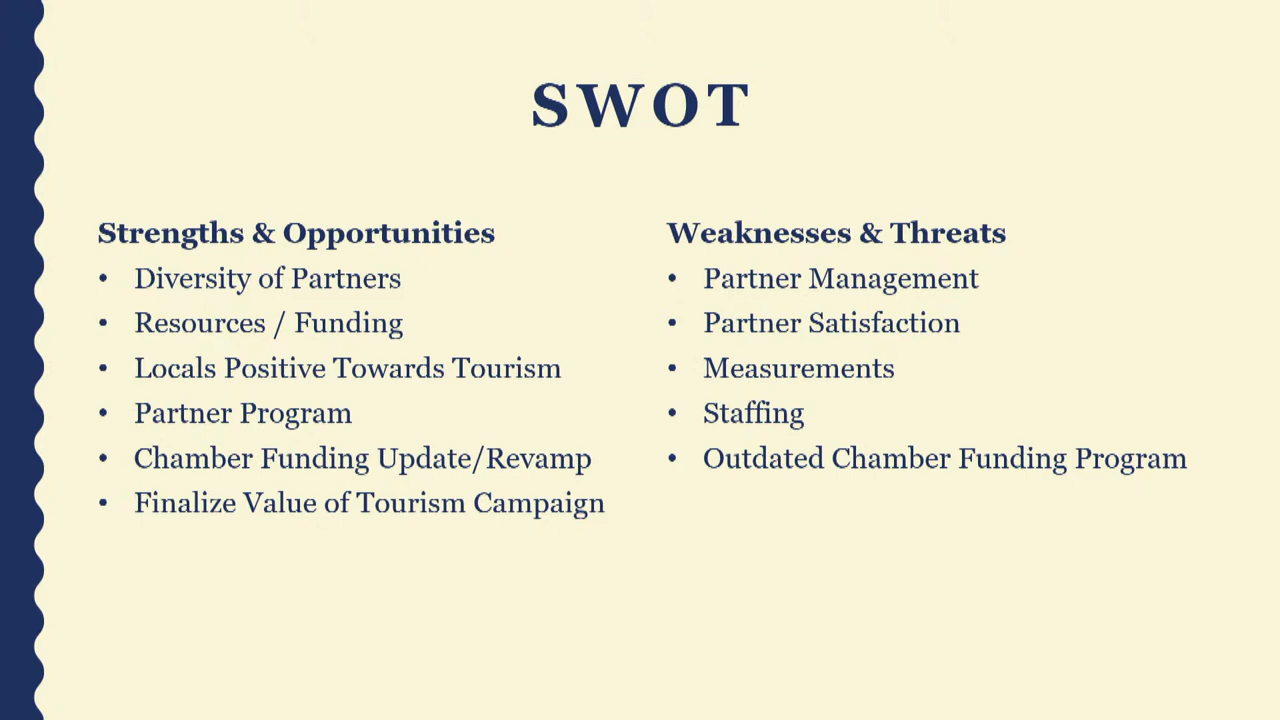 SWOT
Strengths & Opportunities
• Diversity of Partners
• Resources / Funding
• Locals Positive Towards Tourism
• Partner Program
• Chamber Funding Update/Revamp
• Finalize Value of Tourism Campaign
Weaknesses & Threats
• Partner Management
• Partner Satisfaction
• Measurements
• Staffing
• Outdated Chamber Funding Program